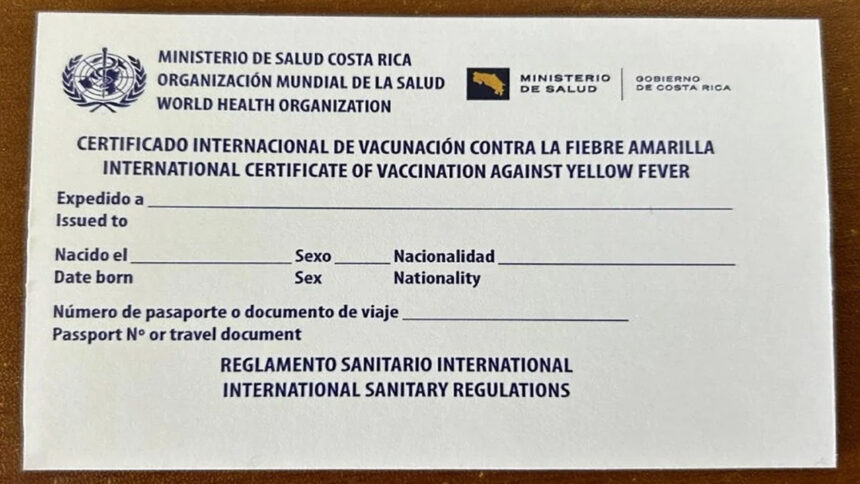 MINISTERIO DE SALUD COSTA RICA
ORGANIZACIÓN MUNDIAL DE LA SALUD
WORLD HEALTH ORGANIZATION
MINISTERIO DE SALUD
GOBIERNO DE COSTA RICA
CERTIFICADO INTERNACIONAL DE VACUNACIÓN CONTRA LA FIEBRE AMARILLA
INTERNATIONAL CERTIFICATE OF VACCINATION AGAINST YELLOW FEVER
Expedido a
Issued to
Nacido el Sexo Nacionalidad
Date born Sex Nationality
Número de pasaporte o documento de viaje
Passport Nº or travel document
REGLAMENTO SANITARIO INTERNATIONAL
INTERNATIONAL SANITARY REGULATIONS